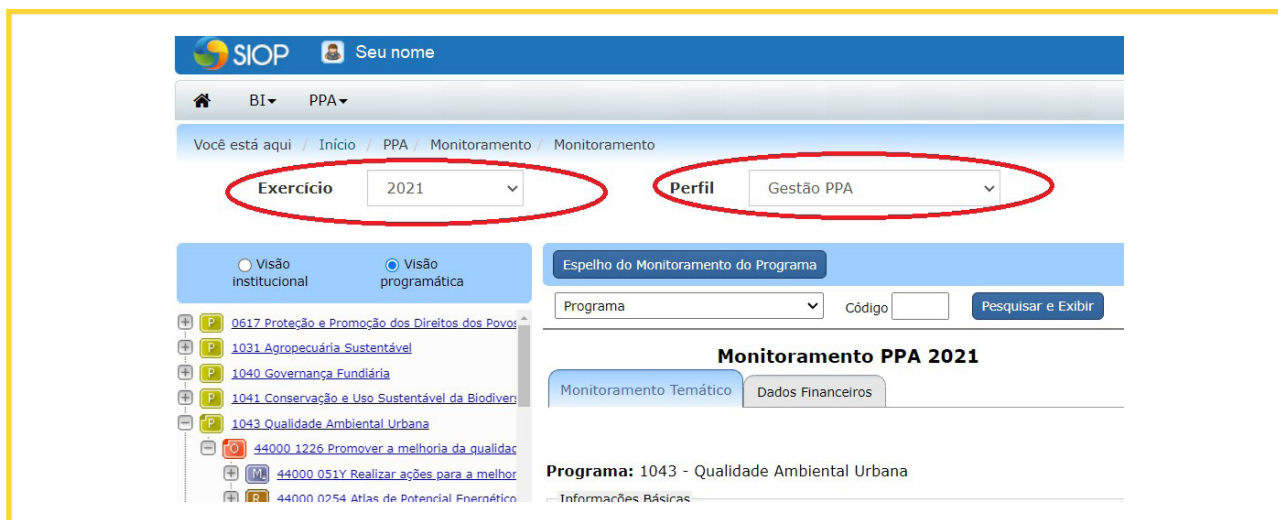 SIOP Seu nome
BI PPA
Você está aqui / Início / PPA / Monitoramento / Monitoramento
Exercício 2021 Perfil Gestão PPA
Visão institucional
Visão programática
Espelho do Monitoramento do Programa
Programa Código Pesquisar e Exibir
P 0617 Proteção e Promoção dos Direitos dos Povos
P 1031 Agropecuária Sustentável
P 1040 Governança Fundiária
P 1041 Conservação e Uso Sustentável da Biodivers
P 1043 Qualidade Ambiental Urbana
O 44000 1226 Promover a melhoria da qualidad
M 44000 051Y Realizar ações para a melhor
R 44000 0254 Atlas de Potencial Energético
Monitoramento PPA 2021
Monitoramento Temático Dados Financeiros
Programa: 1043 - Qualidade Ambiental Urbana
Informações Básicas